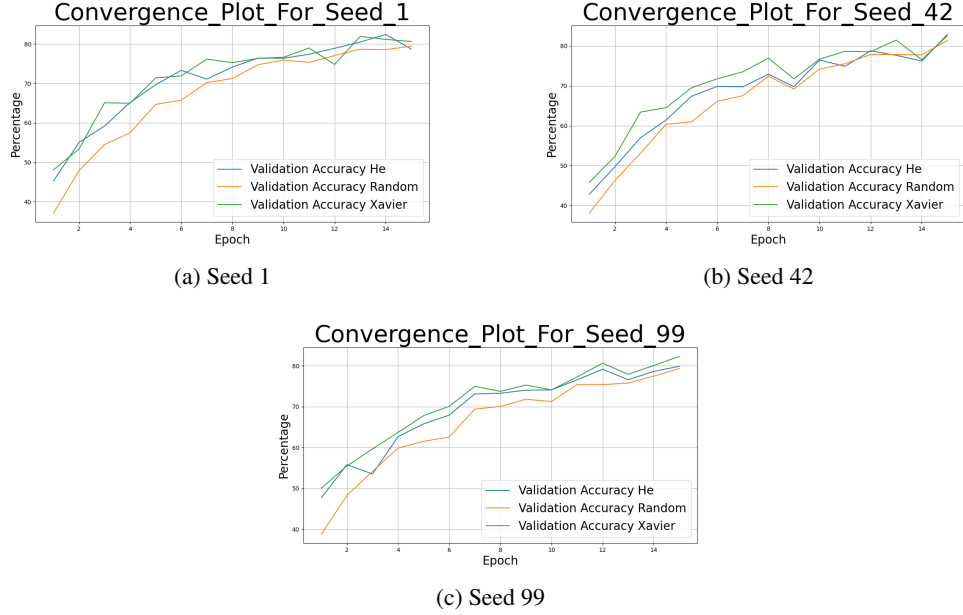 Convergence_Plot_For_Seed_1
Percentage
80
70
60
50
40
2 4 6 8 10 12 14
Epoch
Validation Accuracy He
Validation Accuracy Random
Validation Accuracy Xavier
(a) Seed 1
Convergence_Plot_For_Seed_42
Percentage
80
70
60
50
40
2 4 6 8 10 12 14
Epoch
Validation Accuracy He
Validation Accuracy Random
Validation Accuracy Xavier
(b) Seed 42
Convergence_Plot_For_Seed_99
Percentage
80
70
60
50
40
2 4 6 8 10 12 14
Epoch
Validation Accuracy He
Validation Accuracy Random
Validation Accuracy Xavier
(c) Seed 99